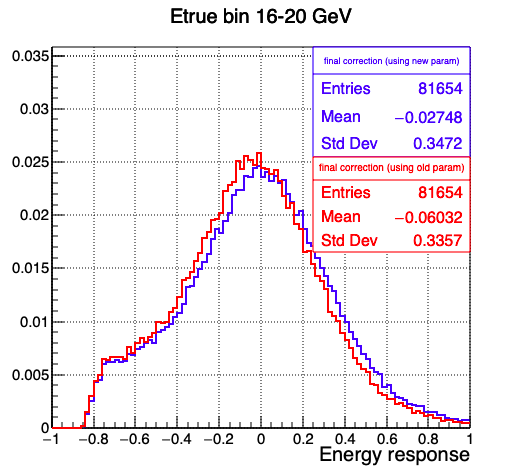 Etrue bin 16-20 GeV
0.035
0.03
0.025
0.02
0.015
0.01
0.005
0
final correction (using new param)
Entries 81654
Mean −0.02748
Std Dev 0.3472
final correction (using old param)
Entries 81654
Mean −0.06032
Std Dev 0.3357
−1 −0.8 −0.6 −0.4 −0.2 0 0.2 0.4 0.6 0.8 1
Energy response